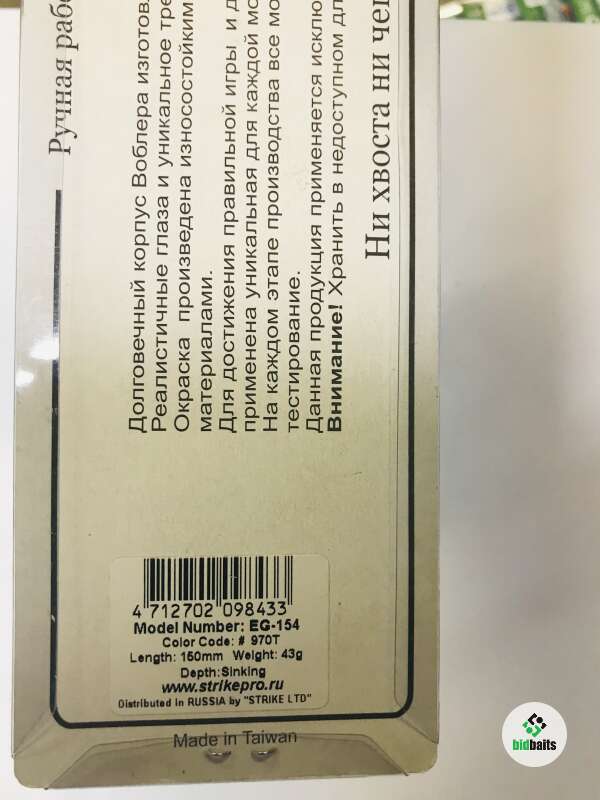 Ручная рабо
Долговечный корпус Воблера изготов
Реалистичные глаза и уникальное тре
Окраска произведена износостойким
материалами.
Для достижения правильной игры и д
применена уникальная для каждой мо
На каждом этапе производства все мо
тестирование.
Данная продукция применяется исклю
Внимание! Хранить в недоступном дл
Ни хвоста ни чеш
4 712702 098433
Model Number: EG-154
Color Code: # 970T
Length: 150mm Weight: 43g
Depth:Sinking
www.strikepro.ru
Distributed in RUSSIA by "STRIKE LTD"
Made in Taiwan
bidbaits